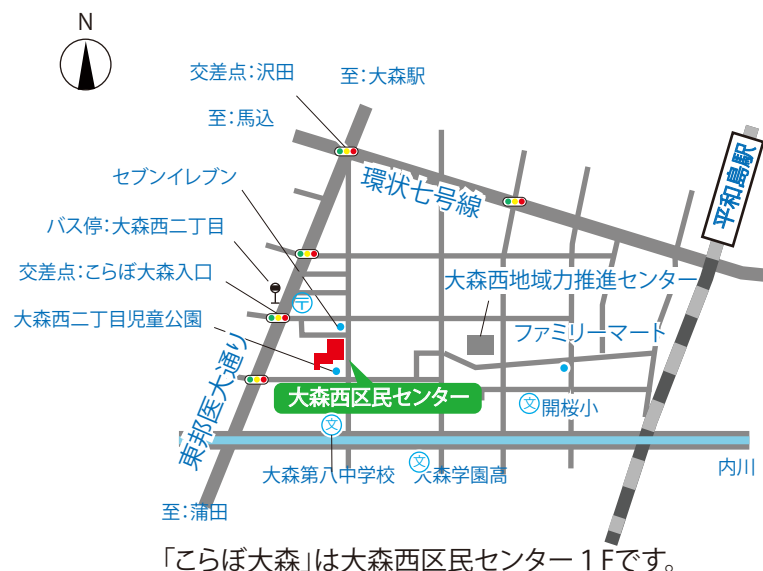 N
交差点:沢田
至:大森駅
至:馬込
セブンイレブン
環状七号線
平和島駅
バス停:大森西二丁目
交差点:こらぼ大森入口
大森西地域力推進センター
〒
大森西二丁目児童公園
ファミリーマート
東邦医大通り
大森西区民センター
文
開桜小
文
大森第八中学校
文
大森学園高
内川
至:蒲田
「こらぼ大森」は大森西区民センター1Fです。